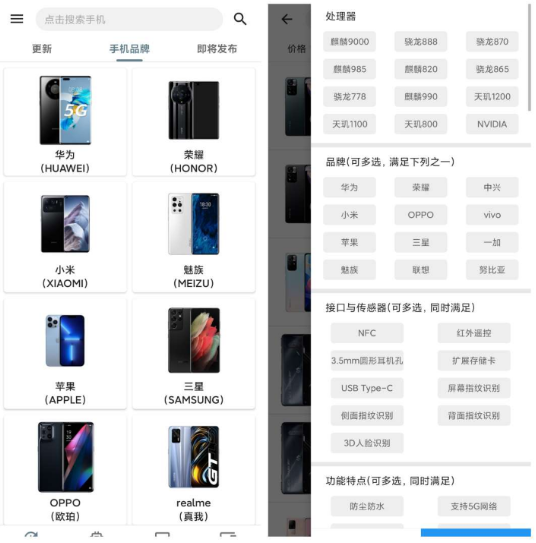 点击搜索手机
更新 手机品牌 即将发布
5G
华为
(HUAWEI)
荣耀
(HONOR)
小米
(XIAOMI)
魅族
(MEIZU)
苹果
(APPLE)
三星
(SAMSUNG)
GT
OPPO
(欧珀)
realme
(真我)
价格
处理器
麒麟9000 骁龙888 骁龙870
麒麟985 麒麟820 骁龙865
骁龙778 麒麟990 天玑1200
天玑1100 天玑800 NVIDIA
品牌(可多选, 满足下列之一)
华为 荣耀 中兴
小米 OPPO vivo
苹果 三星 一加
魅族 联想 努比亚
接口与传感器(可多选, 同时满足)
NFC 红外遥控
3.5mm圆形耳机孔 扩展存储卡
USB Type-C 屏幕指纹识别
侧面指纹识别 背面指纹识别
3D人脸识别
功能特点(可多选, 同时满足)
防尘防水 支持5G网络